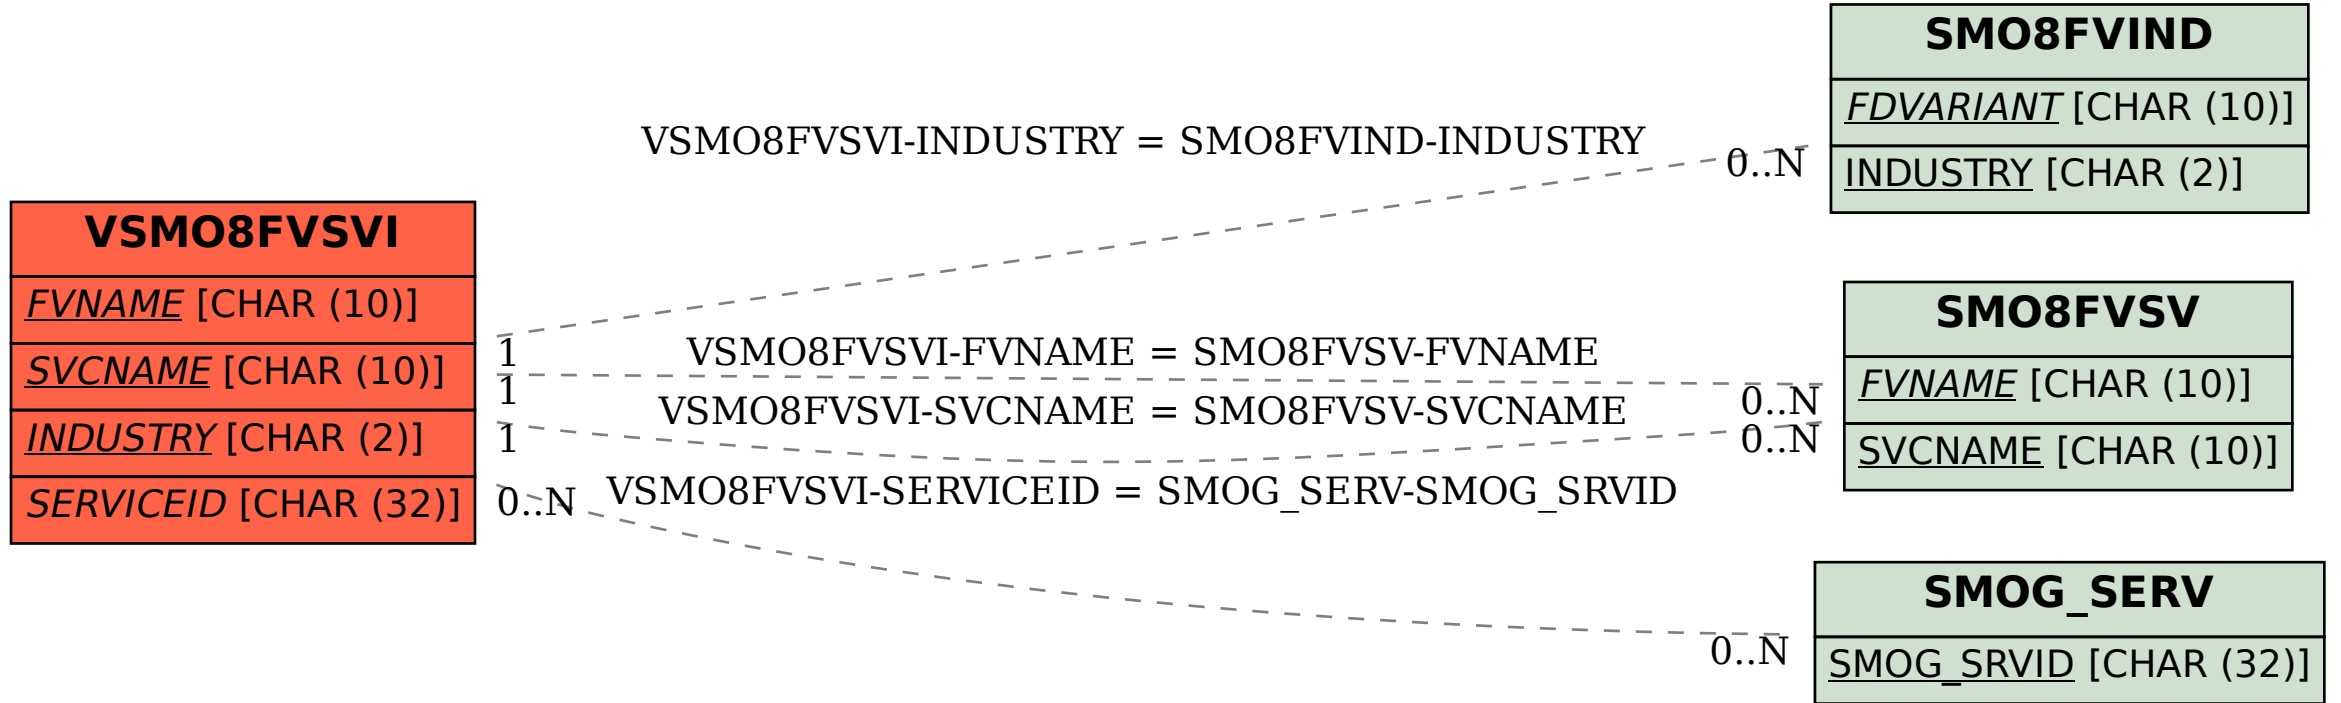 VSMO8FVSVI
FVNAME [CHAR (10)]
SVCNAME [CHAR (10)]
INDUSTRY [CHAR (2)]
SERVICEID [CHAR (32)]
VSMO8FVSVI-INDUSTRY = SMO8FVIND-INDUSTRY
1
0..N
VSMO8FVSVI-FVNAME = SMO8FVSV-FVNAME
1
0..N
VSMO8FVSVI-SVCNAME = SMO8FVSV-SVCNAME
1
0..N
VSMO8FVSVI-SERVICEID = SMOG_SERV-SMOG_SRVID
0..N
0..N
SMO8FVIND
FDVARIANT [CHAR (10)]
INDUSTRY [CHAR (2)]
SMO8FVSV
FVNAME [CHAR (10)]
SVCNAME [CHAR (10)]
SMOG_SERV
SMOG_SRVID [CHAR (32)]